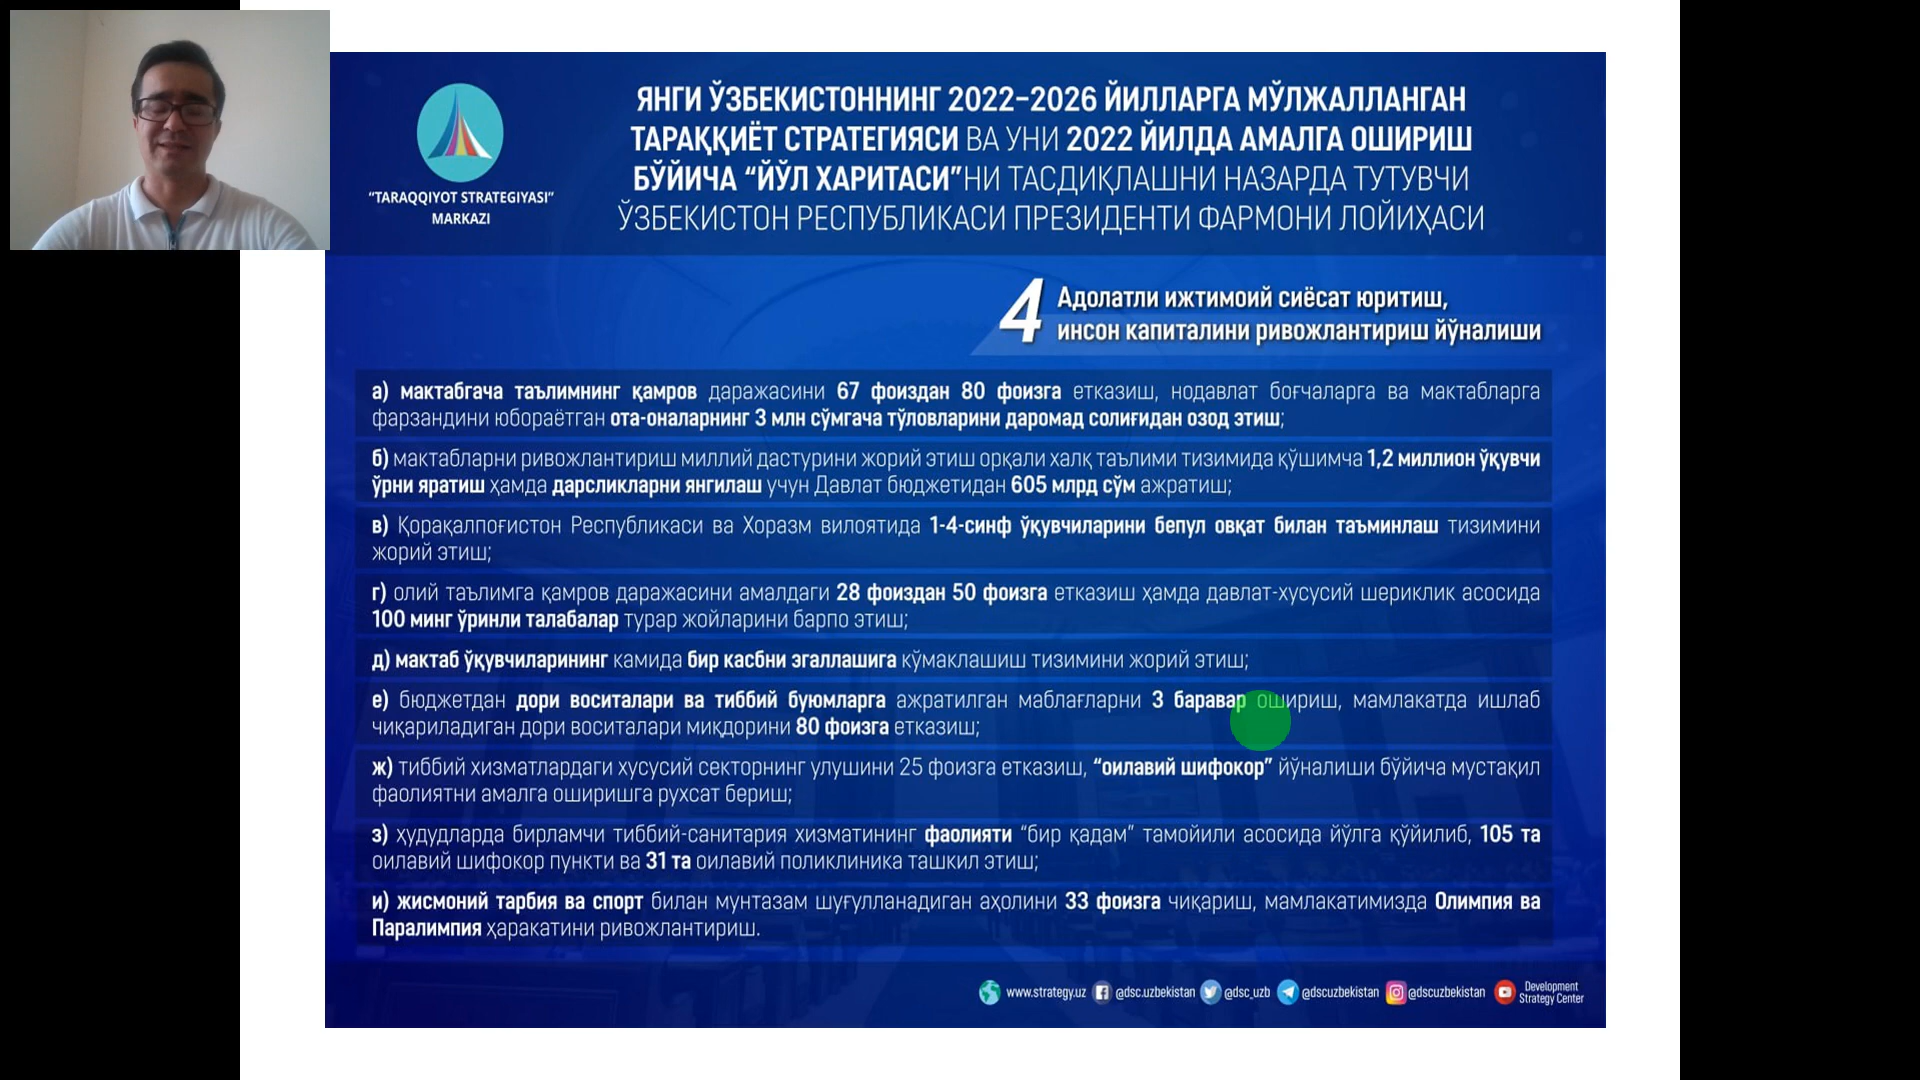 "TARAQQIYOT STRATEGIYASI"
MARKAZI
ЯНГИ ЎЗБЕКИСТОННИНГ 2022–2026 ЙИЛЛАРГА МЎЛЖАЛЛАНГАН
ТАРАҚҚИЁТ СТРАТЕГИЯСИ ВА УНИ 2022 ЙИЛДА АМАЛГА ОШИРИШ
БЎЙИЧА “ЙЎЛ ХАРИТАСИ”НИ ТАСДИҚЛАШНИ НАЗАРДА ТУТУВЧИ
ЎЗБЕКИСТОН РЕСПУБЛИКАСИ ПРЕЗИДЕНТИ ФАРМОНИ ЛОЙИҲАСИ
4 Адолатли ижтимоий сиёсат юритиш,
инсон капиталини ривожлантириш йўналиши
а) мактабгача таълимнинг қамров даражасини 67 фоиздан 80 фоизга етказиш, нодавлат боғчаларга ва мактабларга
фарзандини юбораётган ота-оналарнинг 3 млн сўмгача тўловларини даромад солиғидан озод этиш;
б) мактабларни ривожлантириш миллий дастурини жорий этиш орқали халқ таълими тизимида қўшимча 1,2 миллион ўқувчи
ўрни яратиш ҳамда дарсликларни янгилаш учун Давлат бюджетидан 605 млрд сўм ажратиш;
в) Қорақалпоғистон Республикаси ва Хоразм вилоятида 1-4-синф ўқувчиларини бепул овқат билан таъминлаш тизимини
жорий этиш;
г) олий таълимга қамров даражасини амалдаги 28 фоиздан 50 фоизга етказиш ҳамда давлат-хусусий шериклик асосида
100 минг ўринли талабалар турар жойларини барпо этиш;
д) мактаб ўқувчиларининг камида бир касбни эгаллашига кўмаклашиш тизимини жорий этиш;
е) бюджетдан дори воситалари ва тиббий буюмларга ажратилган маблағларни 3 баравар ошириш, мамлакатда ишлаб
чиқариладиган дори воситалари миқдорини 80 фоизга етказиш;
ж) тиббий хизматлардаги хусусий секторнинг улушини 25 фоизга етказиш, “оилавий шифокор” йўналиши бўйича мустақил
фаолиятни амалга оширишга рухсат бериш;
з) ҳудудларда бирламчи тиббий-санитария хизматининг фаолияти “бир қадам” тамойили асосида йўлга қўйилиб, 105 та
оилавий шифокор пункти ва 31 та оилавий поликлиника ташкил этиш;
и) жисмоний тарбия ва спорт билан мунтазам шуғулланадиган аҳолини 33 фоизга чиқариш, мамлакатимизда Олимпия ва
Паралимпия ҳаракатини ривожлантириш.
www.strategy.uz @dsc.uzbekistan @dsc_uzb @dscuzbekistan @dscuzbekistan Development
Strategy Center